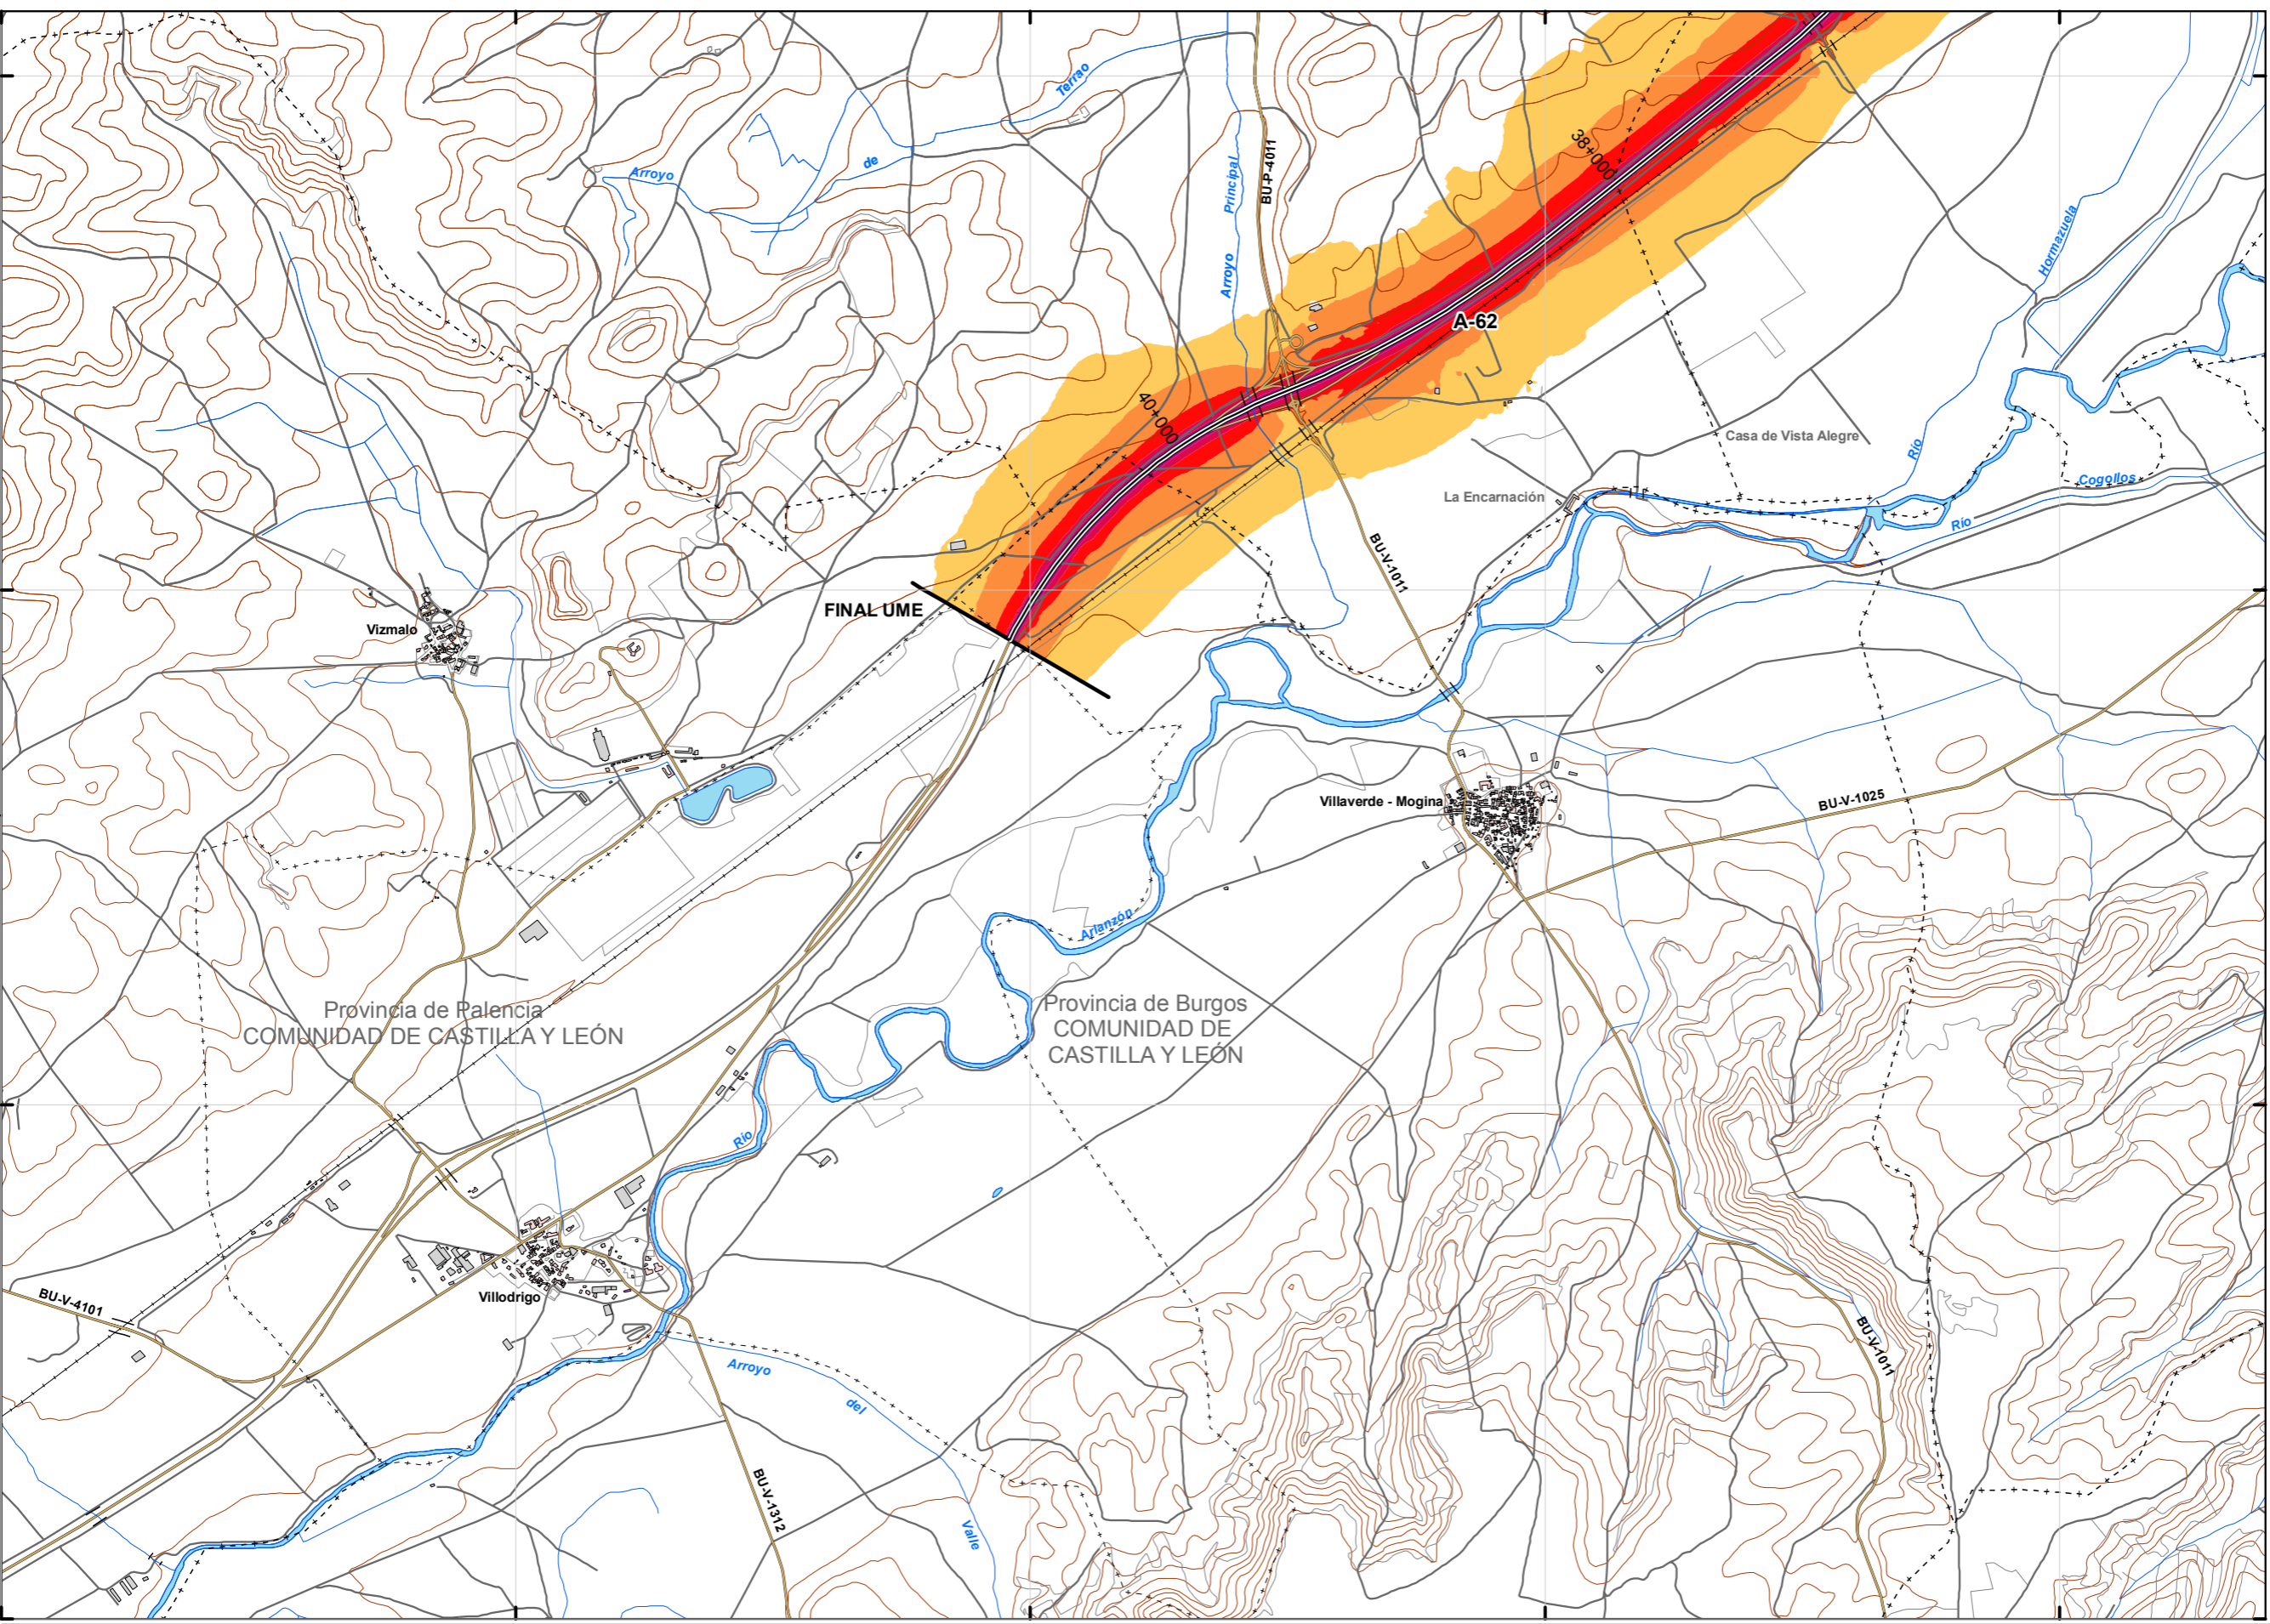 Terrao
de
Arroyo
Principal
Arroyo
BU-P-4011
38+000
Hormazuela
Río
A-62
40+000
Casa de Vista Alegre
Cogollos
Río
La Encarnación
BU-V-1011
FINAL UME
Vizmalo
Villaverde - Mogina
BU-V-1025
Arlanzón
Río
Provincia de Palencia
COMUNIDAD DE CASTILLA Y LEÓN
Provincia de Burgos
COMUNIDAD DE
CASTILLA Y LEÓN
Villodrigo
BU-V-4101
Arroyo
del
Valle
BU-V-1312
BU-V-1011